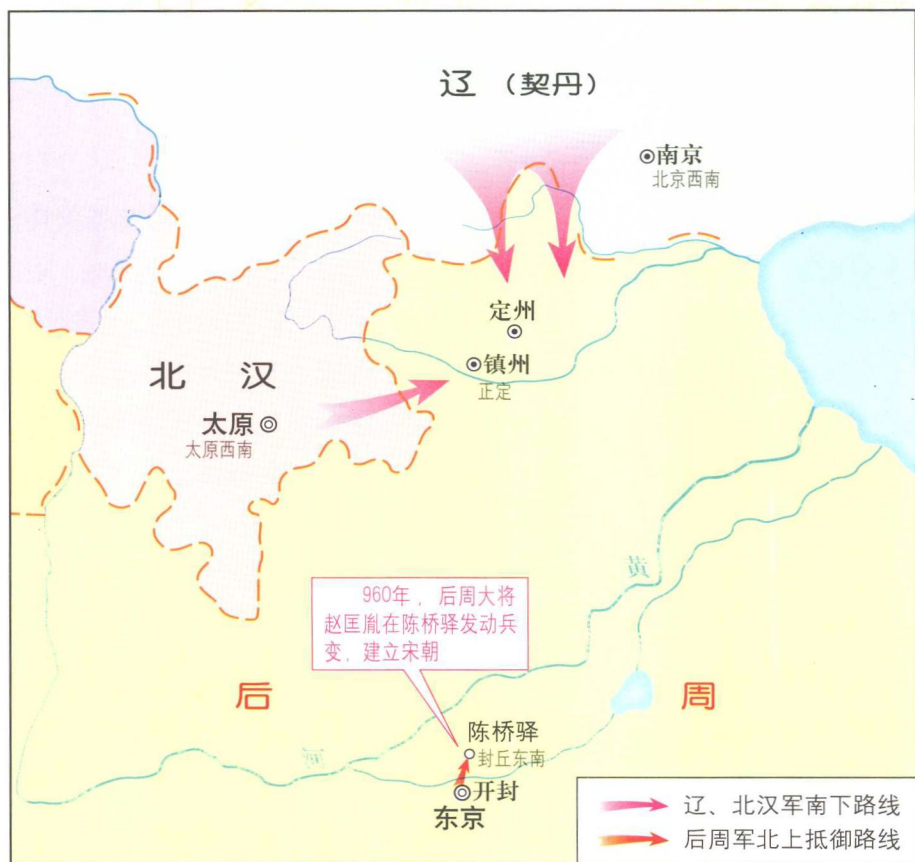 辽（契丹）
南京
北京西南
定州
镇州
正定
北 汉
太原
太原西南
960年，后周大将
赵匡胤在陈桥驿发动兵
变，建立宋朝
黄
后 周
陈桥驿
封丘东南
河
开封
东京
辽、北汉军南下路线
后周军北上抵御路线